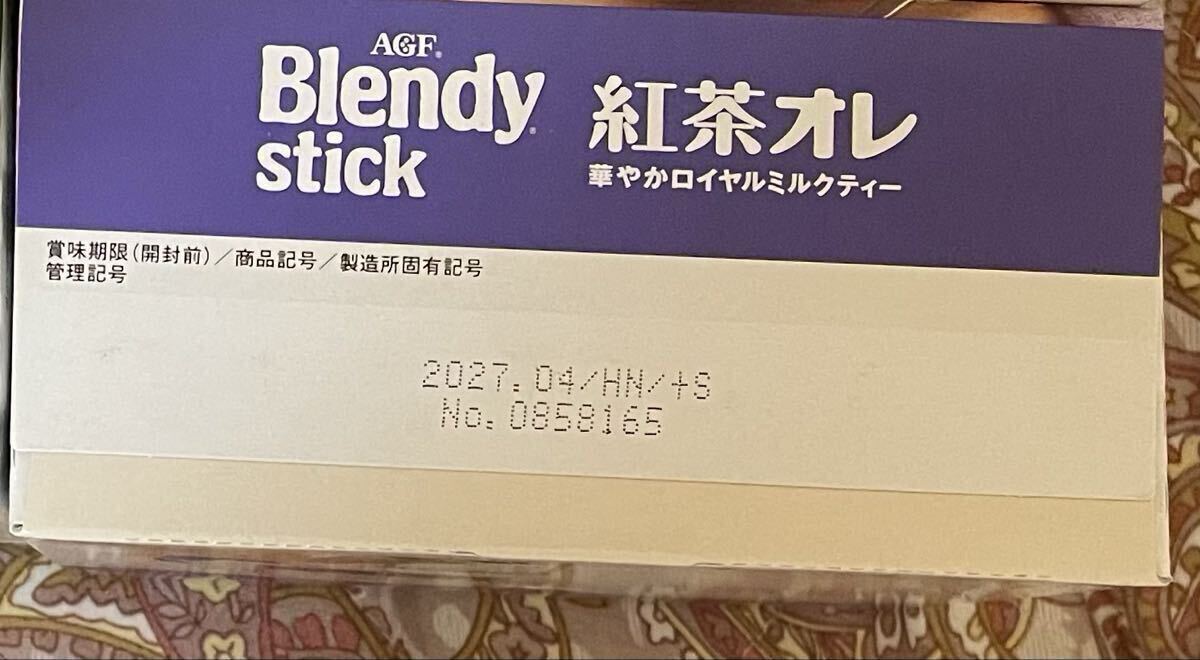 AGF®
Blendy®
stick
紅茶オレ
華やかロイヤルミルクティー
賞味期限(開封前)/商品記号/製造所固有記号
管理記号
2027.04/HN/+S
No.0858165